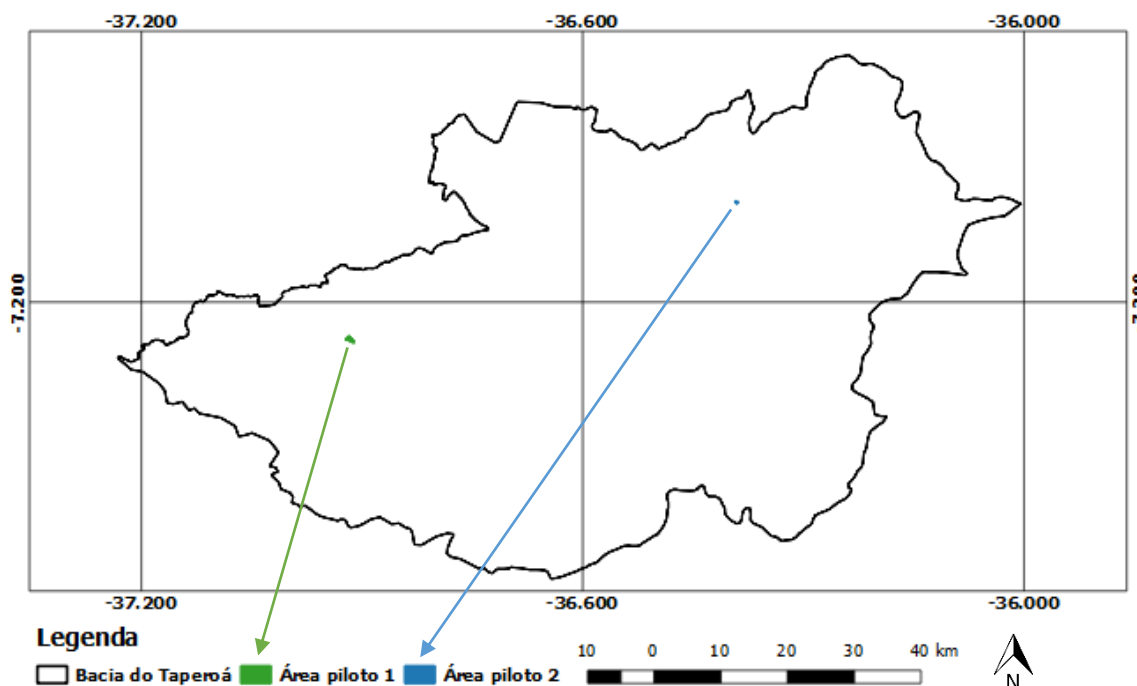 -37.200 -36.600 -36.000
-7.200 -7.200
-37.200 -36.600 -36.000
Legenda
Bacia do Taperoá Área piloto 1 Área piloto 2
10 0 10 20 30 40 km
N